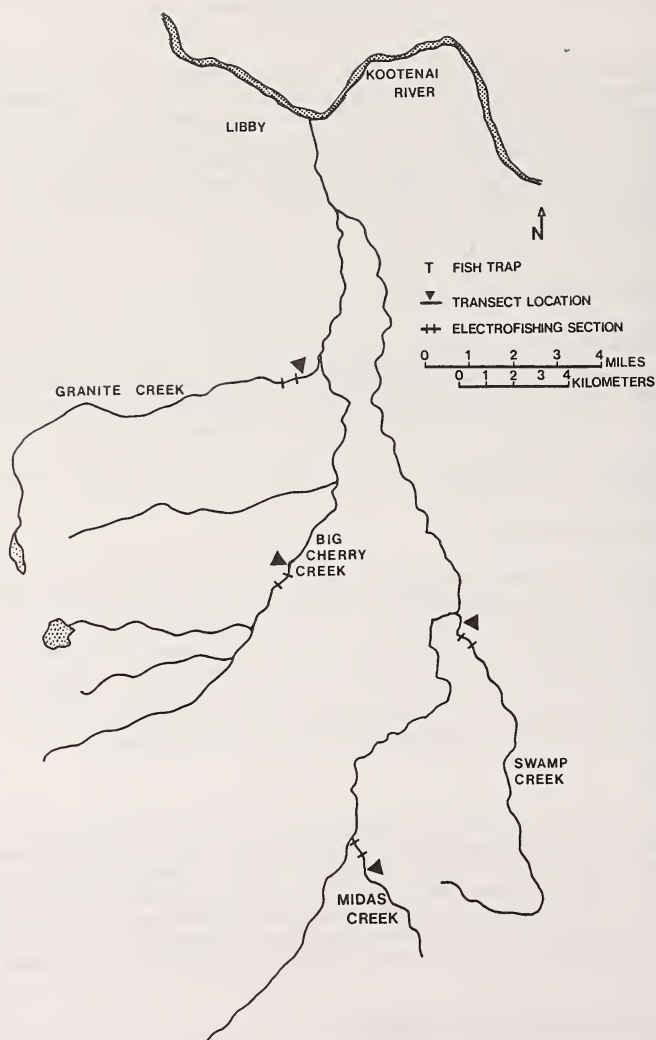 KOOTENAI
RIVER
LIBBY
N
T FISH TRAP
TRANSECT LOCATION
ELECTROFISHING SECTION
0 1 2 3 4 MILES
0 1 2 3 4 KILOMETERS
GRANITE CREEK
BIG
CHERRY
CREEK
SWAMP
CREEK
MIDAS
CREEK